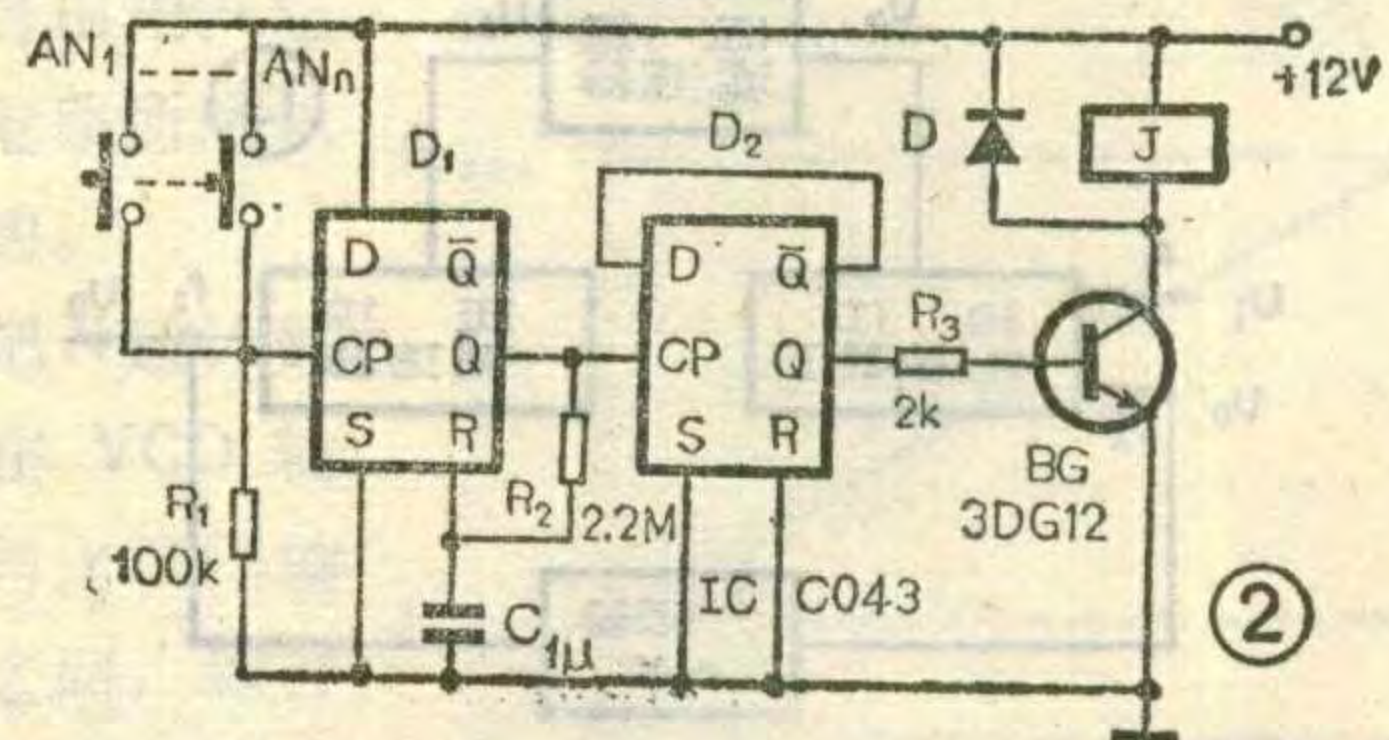 AN₁
ANₙ
+12V
D₁
D₂
D
J
D Q̄
CP Q
S R
D Q̄
CP Q
S R
R₃
2k
BG
3DG12
R₁
100k
R₂
2.2M
C
1μ
IC C043
②